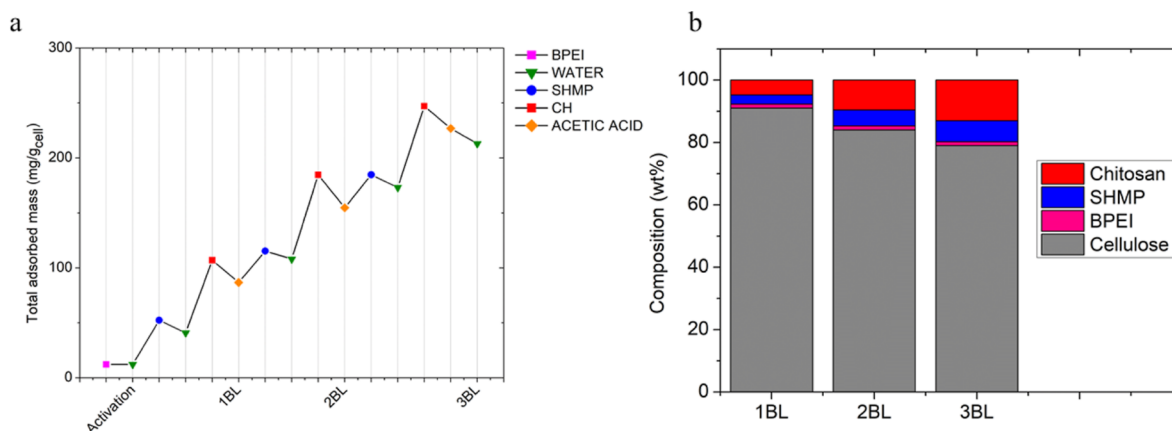 a
300
200
100
0
Total adsorbed mass (mg/gcell)
Activation
1BL
2BL
3BL
BPEI
WATER
SHMP
CH
ACETIC ACID
b
100
80
60
40
20
0
Composition (wt%)
1BL
2BL
3BL
Chitosan
SHMP
BPEI
Cellulose